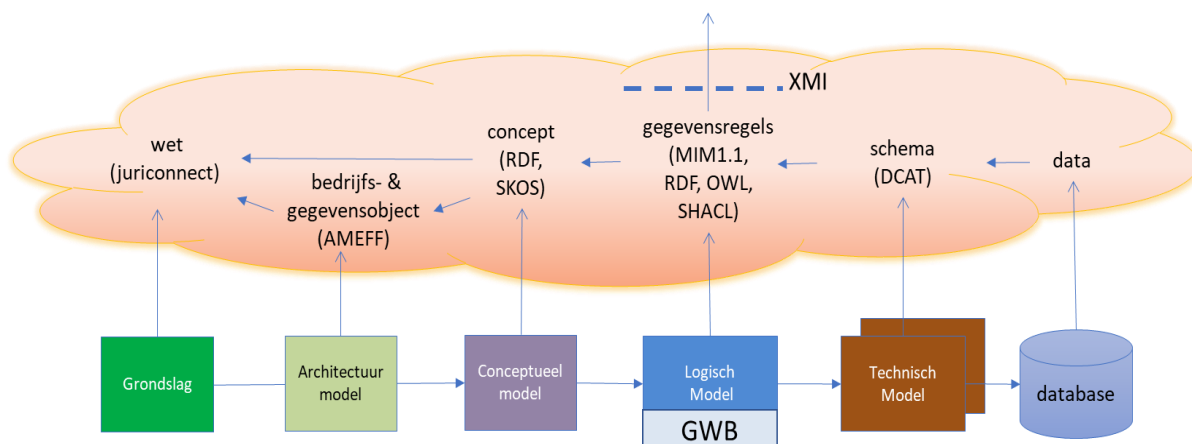 XMI
wet
(juriconnect)
bedrijfs- &
gegevensobject
(AMEFF)
concept
(RDF,
SKOS)
gegevensregels
(MIM1.1,
RDF, OWL,
SHACL)
schema
(DCAT)
data
Grondslag
Architectuur
model
Conceptueel
model
Logisch
Model
GWB
Technisch
Model
database